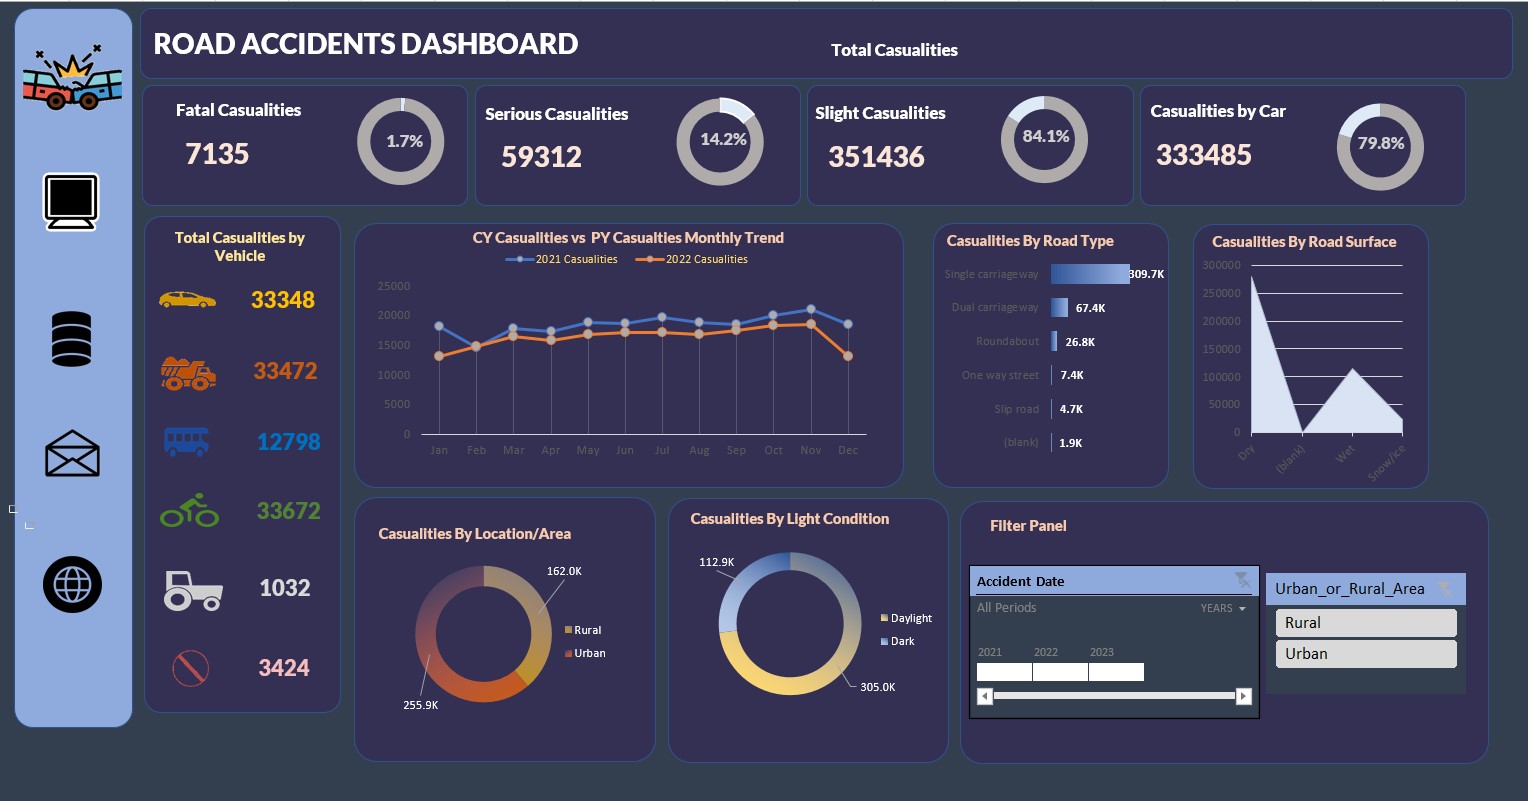 ROAD ACCIDENTS DASHBOARD
Total Casualities
Fatal Casualities
7135
1.7%
Serious Casualities
59312
14.2%
Slight Casualities
351436
84.1%
Casualities by Car
333485
79.8%
Total Casualities by
Vehicle
33348
33472
12798
33672
1032
3424
CY Casualities vs PY Casualties Monthly Trend
2021 Casualities
2022 Casualities
25000
20000
15000
10000
5000
0
Jan Feb Mar Apr May Jun Jul Aug Sep Oct Nov Dec
Casualities By Road Type
Single carriageway 309.7K
Dual carriageway 67.4K
Roundabout 26.8K
One way street 7.4K
Slip road 4.7K
(blank) 1.9K
Casualities By Road Surface
300000
250000
200000
150000
100000
50000
0
Dry (blank) Wet Snow/ice
Casualities By Location/Area
162.0K
Rural
Urban
255.9K
Casualities By Light Condition
112.9K
Daylight
Dark
305.0K
Filter Panel
Accident Date
All Periods YEARS
2021 2022 2023
Urban_or_Rural_Area
Rural
Urban